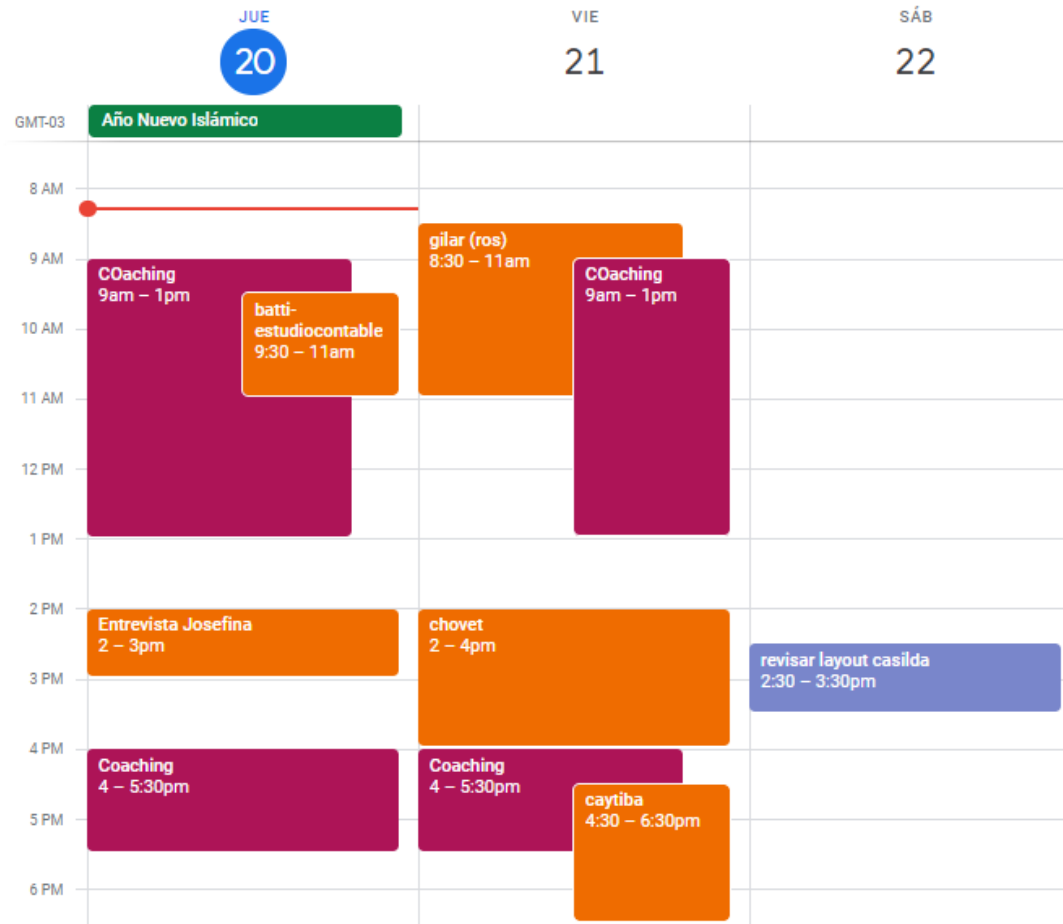 JUE
20
VIE
21
SÁB
22
GMT-03
Año Nuevo Islámico
8 AM
9 AM
10 AM
11 AM
12 PM
1 PM
2 PM
3 PM
4 PM
5 PM
6 PM
COaching
9am – 1pm
batti-
estudiocontable
9:30 – 11am
Entrevista Josefina
2 – 3pm
Coaching
4 – 5:30pm
gilar (ros)
8:30 – 11am
COaching
9am – 1pm
chovet
2 – 4pm
Coaching
4 – 5:30pm
caytiba
4:30 – 6:30pm
revisar layout casilda
2:30 – 3:30pm